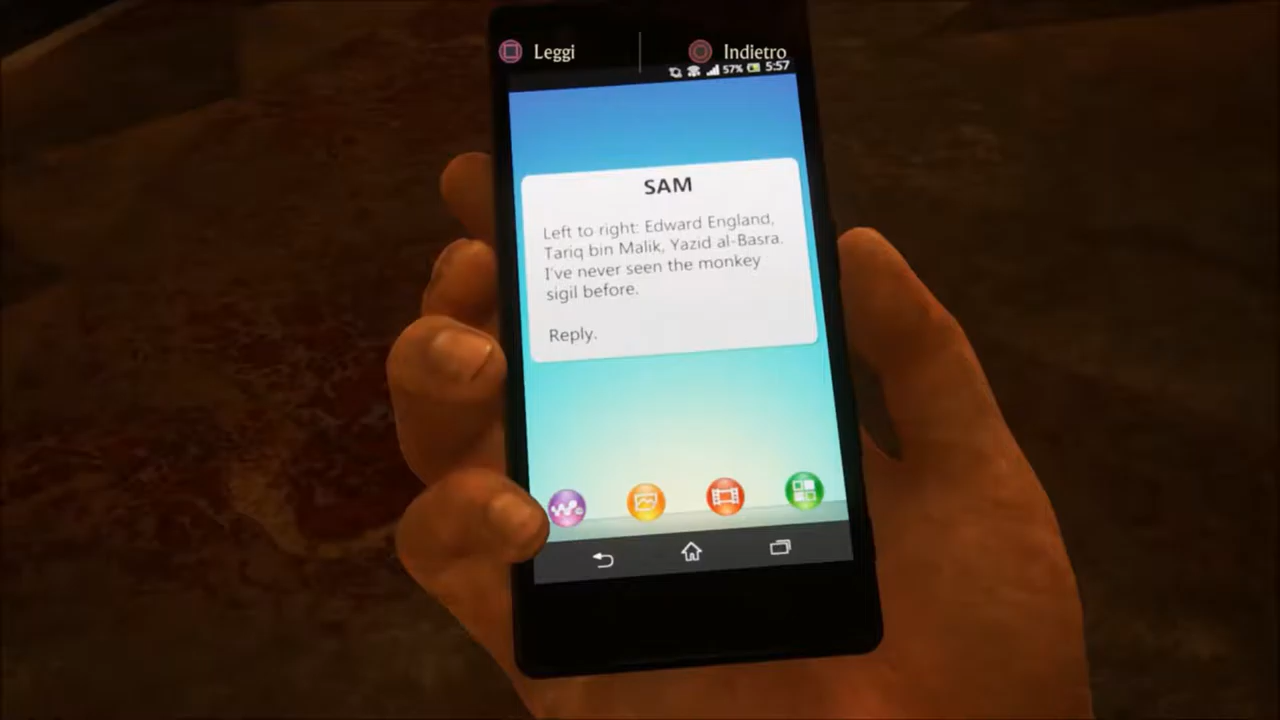 Leggi
Indietro
57% 5:57
SAM
Left to right: Edward England,
Tariq bin Malik, Yazid al-Basra.
I've never seen the monkey
sigil before.
Reply.